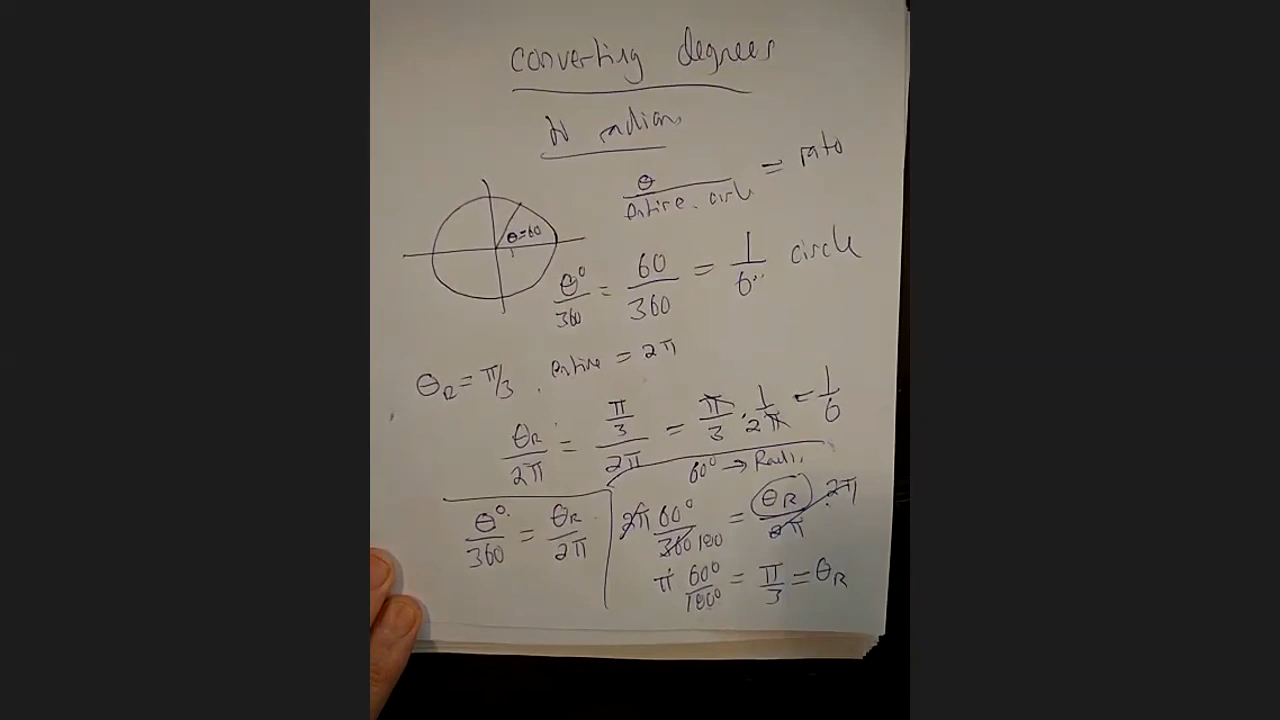 converting degrees
to radians
θ / entire circle = ratio
θ=60
θ° / 360 = 60 / 360 = 1 / 6 circle
θR = π/3 . entire = 2π
θR / 2π = π/3 / 2π = π/3 · 1/2π = 1/6
60° → Radi
θ° / 360 = θR / 2π
2π 60° / 360 180 = θR / 2π · 2π
π 60° / 180° = π / 3 = θR